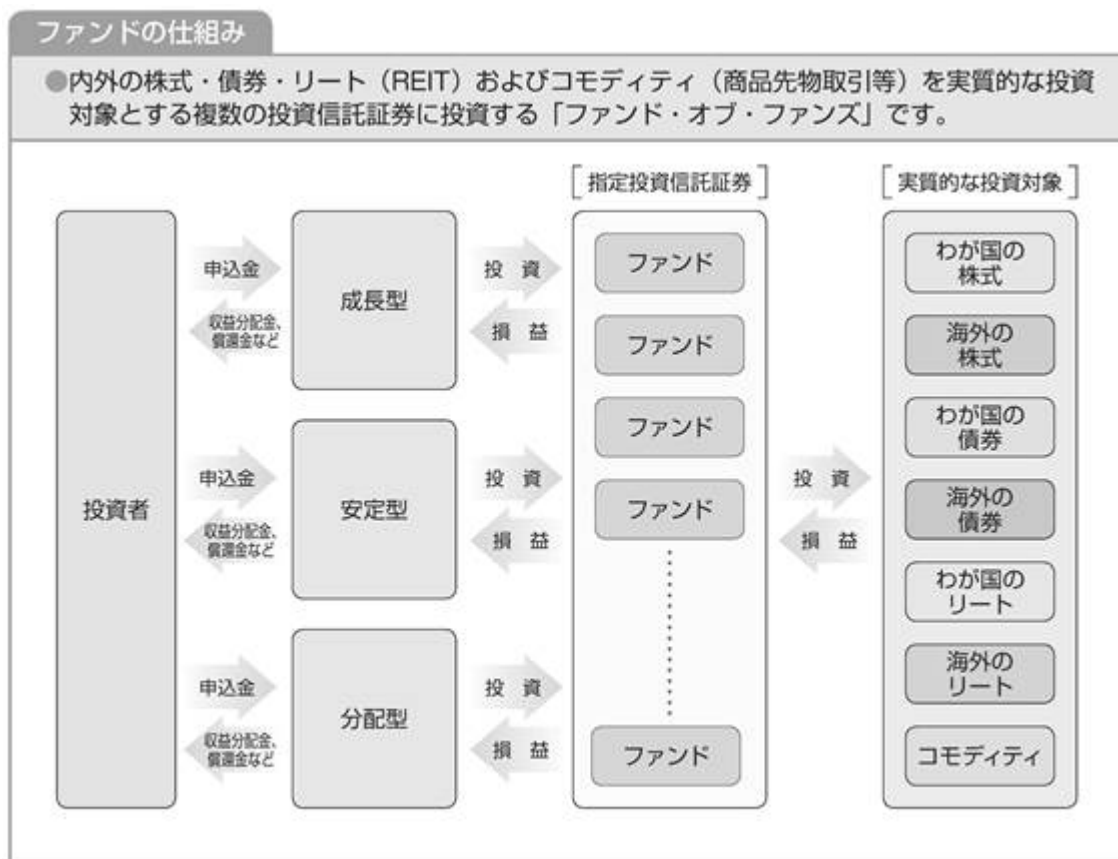 ファンドの仕組み
●内外の株式・債券・リート（REIT）およびコモディティ（商品先物取引等）を実質的な投資
対象とする複数の投資信託証券に投資する「ファンド・オブ・ファンズ」です。
[指定投資信託証券]
[実質的な投資対象]
投資者
申込金
収益分配金、
償還金など
成長型
投 資
損 益
申込金
収益分配金、
償還金など
安定型
投 資
損 益
申込金
収益分配金、
償還金など
分配型
投 資
損 益
ファンド
ファンド
ファンド
ファンド
ファンド
投 資
損 益
わが国の
株式
海外の
株式
わが国の
債券
海外の
債券
わが国の
リート
海外の
リート
コモディティ